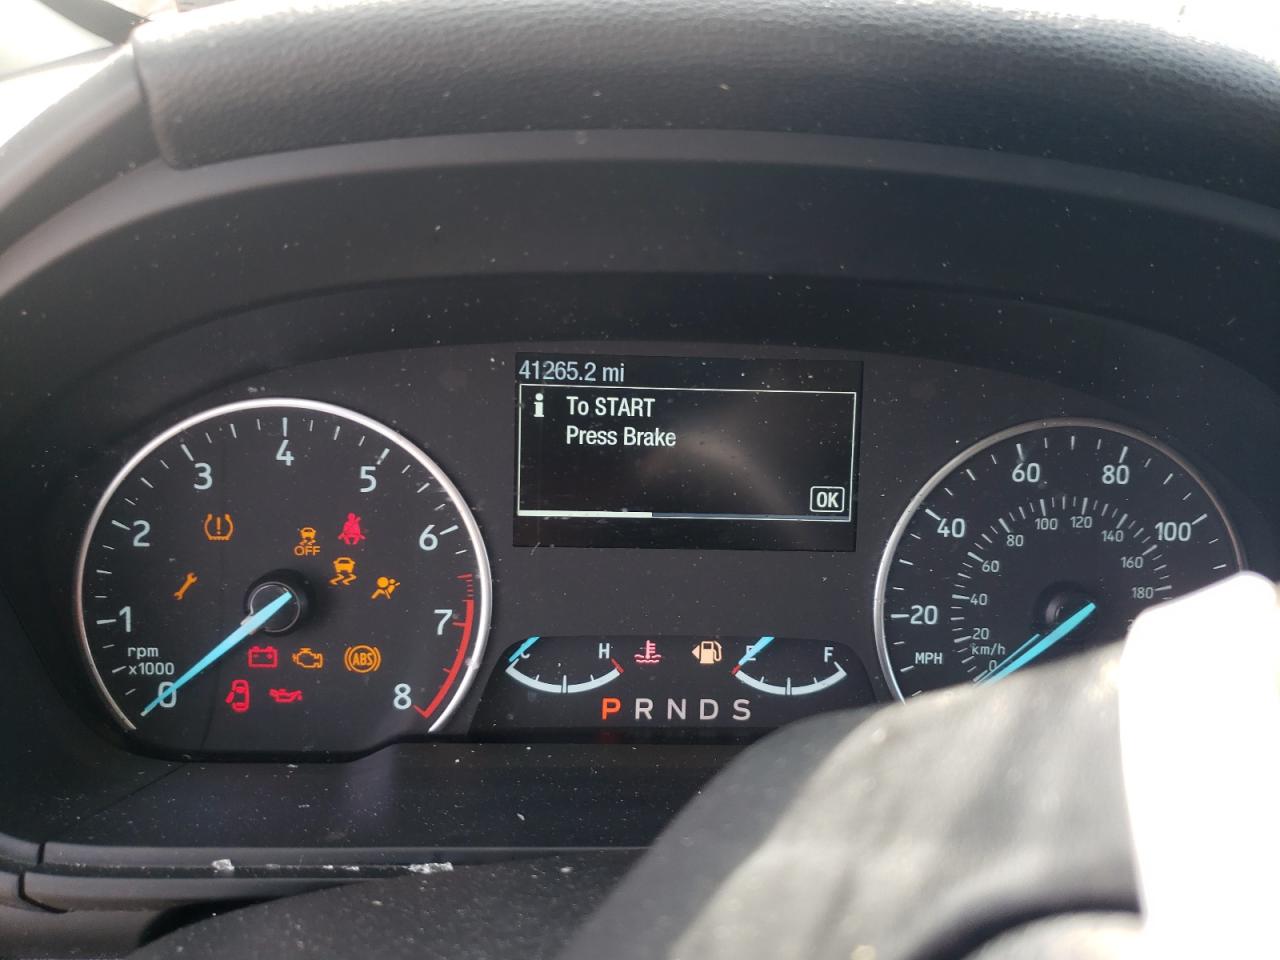 41265.2 mi
i To START
Press Brake
OK
0 1 2 3 4 5 6 7 8
rpm
x1000
OFF
ABS
C H
E F
P R N D S
20 40 60 80 100
MPH
0 20 40 60 80 100 120 140 160 180
km/h